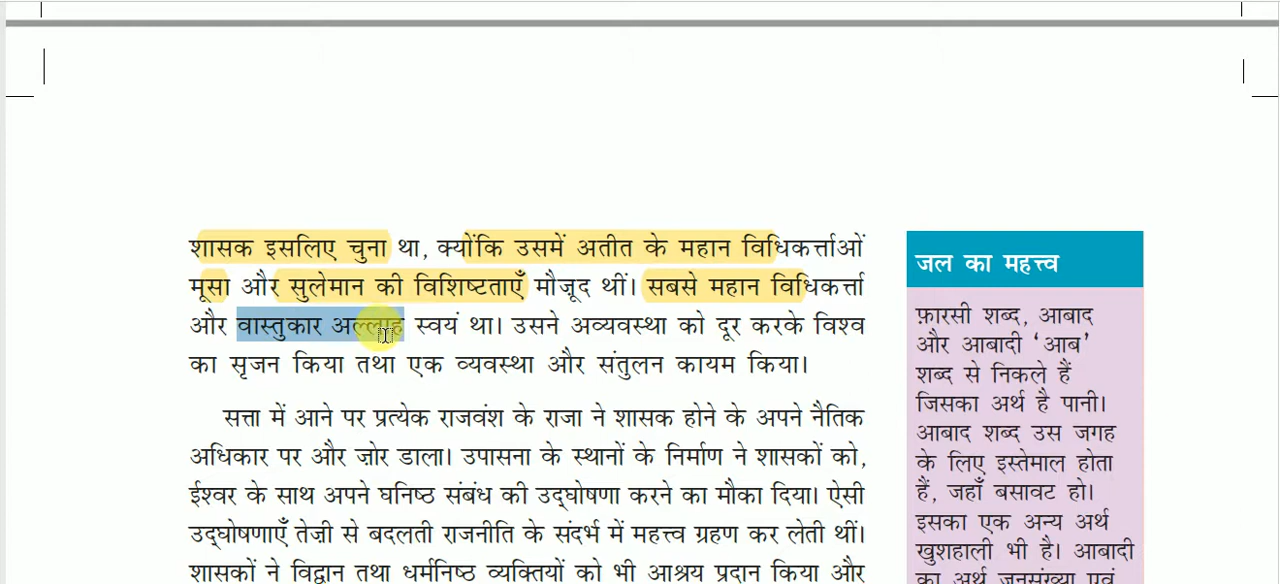 शासक इसलिए चुना था, क्योंकि उसमें अतीत के महान विधिकर्त्ताओं
मूसा और सुलेमान की विशिष्टताएँ मौजूद थीं। सबसे महान विधिकर्त्ता
और वास्तुकार अल्लाह स्वयं था। उसने अव्यवस्था को दूर करके विश्व
का सृजन किया तथा एक व्यवस्था और संतुलन कायम किया।
सत्ता में आने पर प्रत्येक राजवंश के राजा ने शासक होने के अपने नैतिक
अधिकार पर और जोर डाला। उपासना के स्थानों के निर्माण ने शासकों को,
ईश्वर के साथ अपने घनिष्ठ संबंध की उद्घोषणा करने का मौका दिया। ऐसी
उद्घोषणाएँ तेज़ी से बदलती राजनीति के संदर्भ में महत्त्व ग्रहण कर लेती थीं।
शासकों ने विद्वान तथा धर्मनिष्ठ व्यक्तियों को भी आश्रय प्रदान किया और
जल का महत्त्व
फ़ारसी शब्द, आबाद
और आबादी ‘आब’
शब्द से निकले हैं
जिसका अर्थ है पानी।
आबाद शब्द उस जगह
के लिए इस्तेमाल होता
हैं, जहाँ बसावट हो।
इसका एक अन्य अर्थ
खुशहाली भी है। आबादी
का अर्थ जनसंख्या एवं